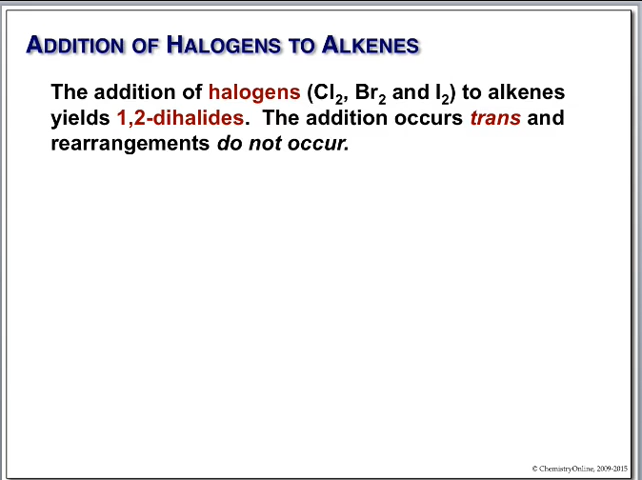 ADDITION OF HALOGENS TO ALKENES
The addition of halogens (Cl₂, Br₂ and I₂) to alkenes
yields 1,2-dihalides. The addition occurs trans and
rearrangements do not occur.
© ChemistryOnline, 2009-2015